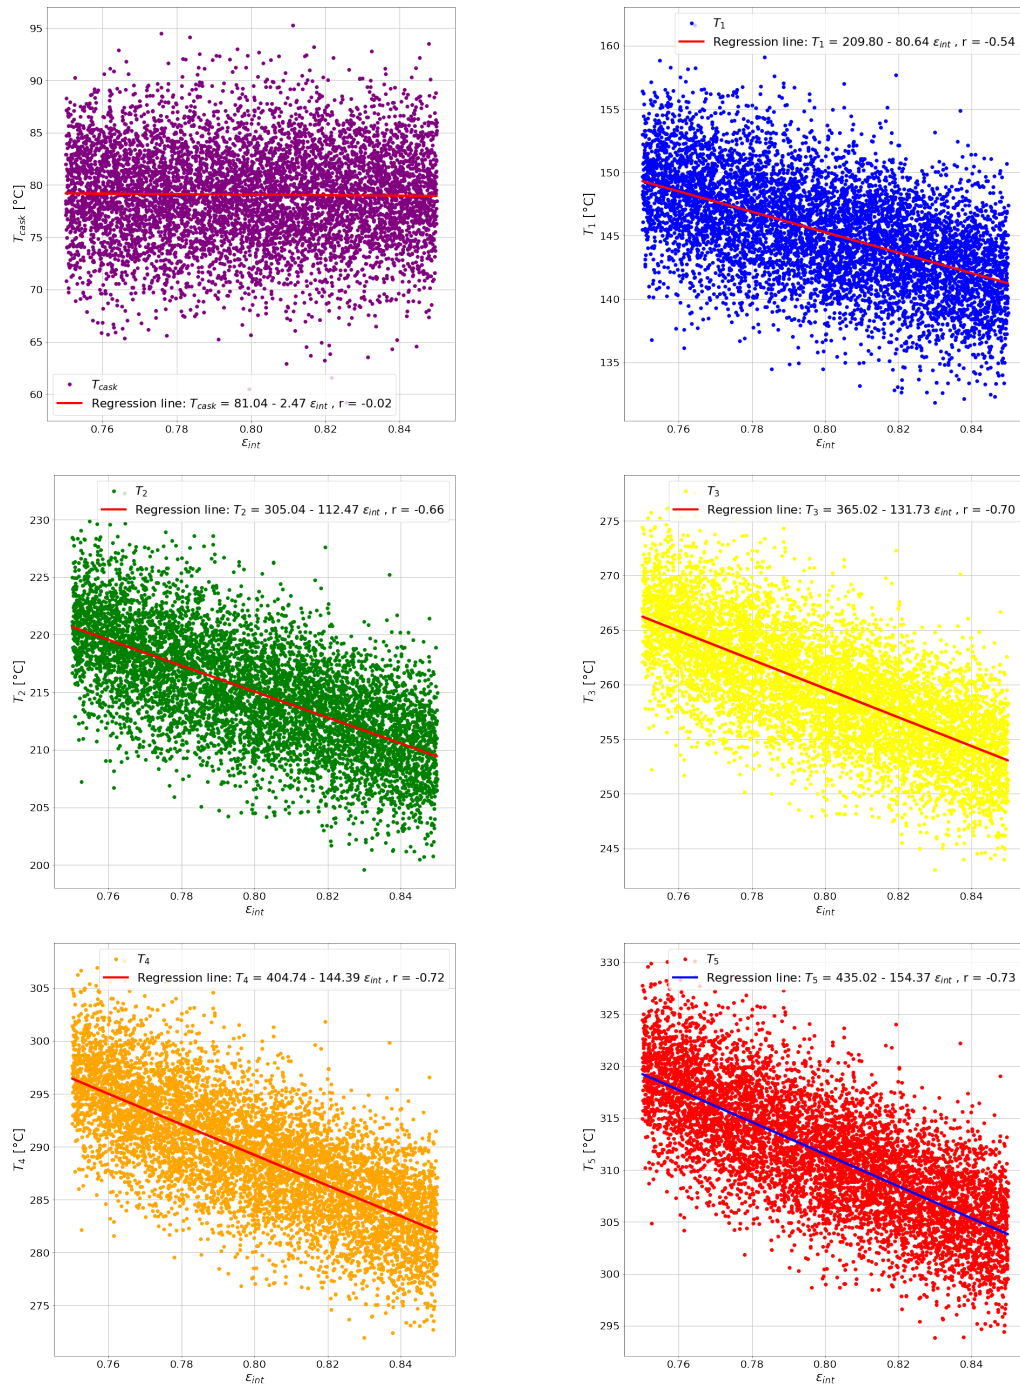 95
90
85
80
75
70
65
60
T_cask [°C]
T_cask
Regression line: T_cask = 81.04 - 2.47 ε_int , r = -0.02
0.76 0.78 0.80 0.82 0.84
ε_int
160
155
150
145
140
135
T_1 [°C]
T_1
Regression line: T_1 = 209.80 - 80.64 ε_int , r = -0.54
0.76 0.78 0.80 0.82 0.84
ε_int
230
225
220
215
210
205
200
T_2 [°C]
T_2
Regression line: T_2 = 305.04 - 112.47 ε_int , r = -0.66
0.76 0.78 0.80 0.82 0.84
ε_int
275
270
265
260
255
250
245
T_3 [°C]
T_3
Regression line: T_3 = 365.02 - 131.73 ε_int , r = -0.70
0.76 0.78 0.80 0.82 0.84
ε_int
305
300
295
290
285
280
275
T_4 [°C]
T_4
Regression line: T_4 = 404.74 - 144.39 ε_int , r = -0.72
0.76 0.78 0.80 0.82 0.84
ε_int
330
325
320
315
310
305
300
295
T_5 [°C]
T_5
Regression line: T_5 = 435.02 - 154.37 ε_int , r = -0.73
0.76 0.78 0.80 0.82 0.84
ε_int